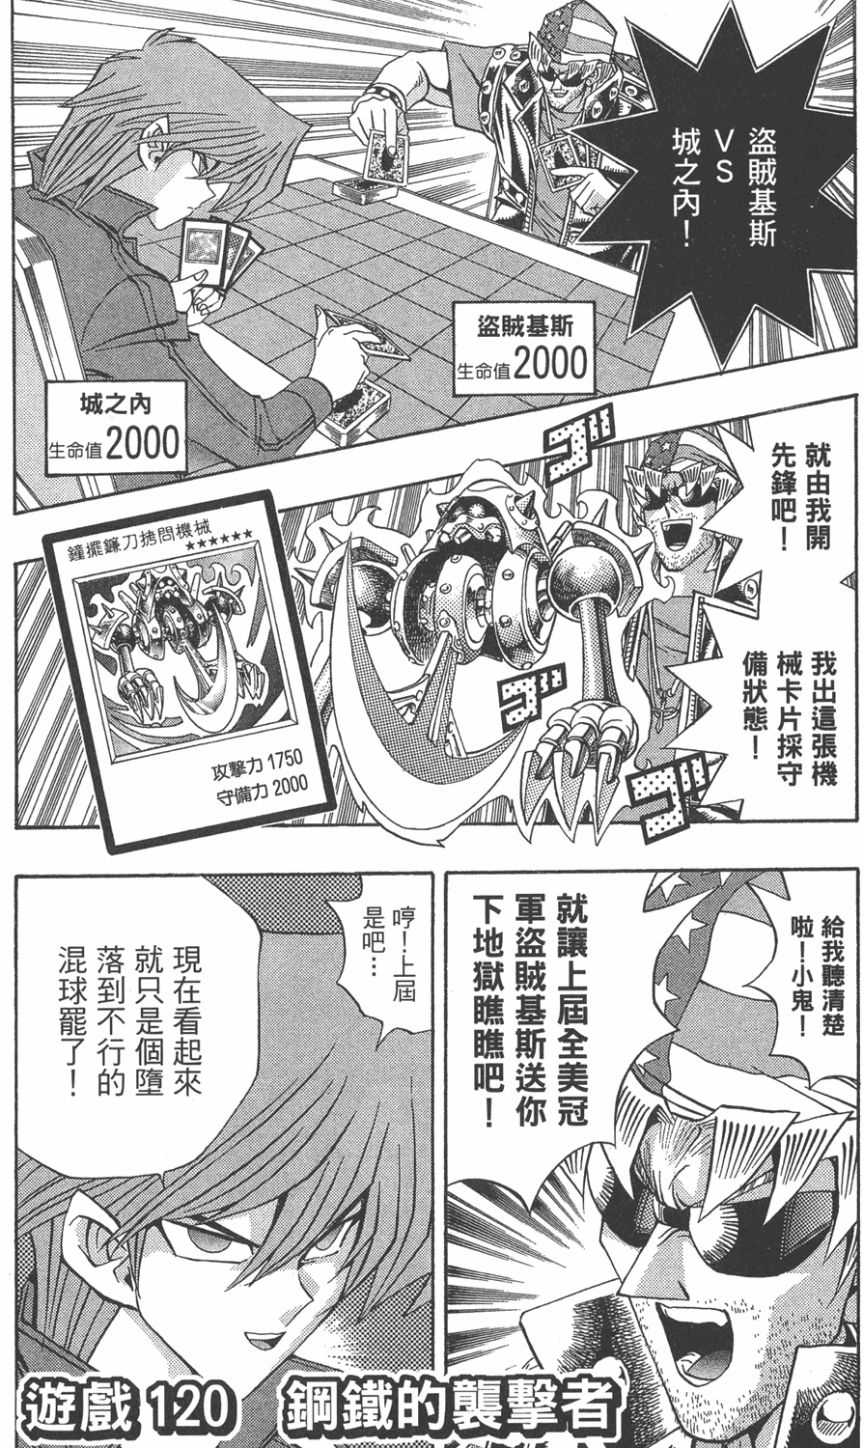 盜賊基斯
VS
城之內！
盜賊基斯
生命值2000
城之內
生命值2000
就由我開
先鋒吧！
ゴ
我出這張機
械卡片採守
備狀態！
ゴ
ゴ
鐘擺鐮刀拷問機械
★★★★★★
攻擊力 1750
守備力 2000
給我聽清楚
啦！小鬼！
就讓上屆全美冠
軍盜賊基斯送你
下地獄瞧瞧吧！
哼！上屆
是吧…
現在看起來
就只是個墮
落到不行的
混球罷了！
遊戲 120 鋼鐵的襲擊者